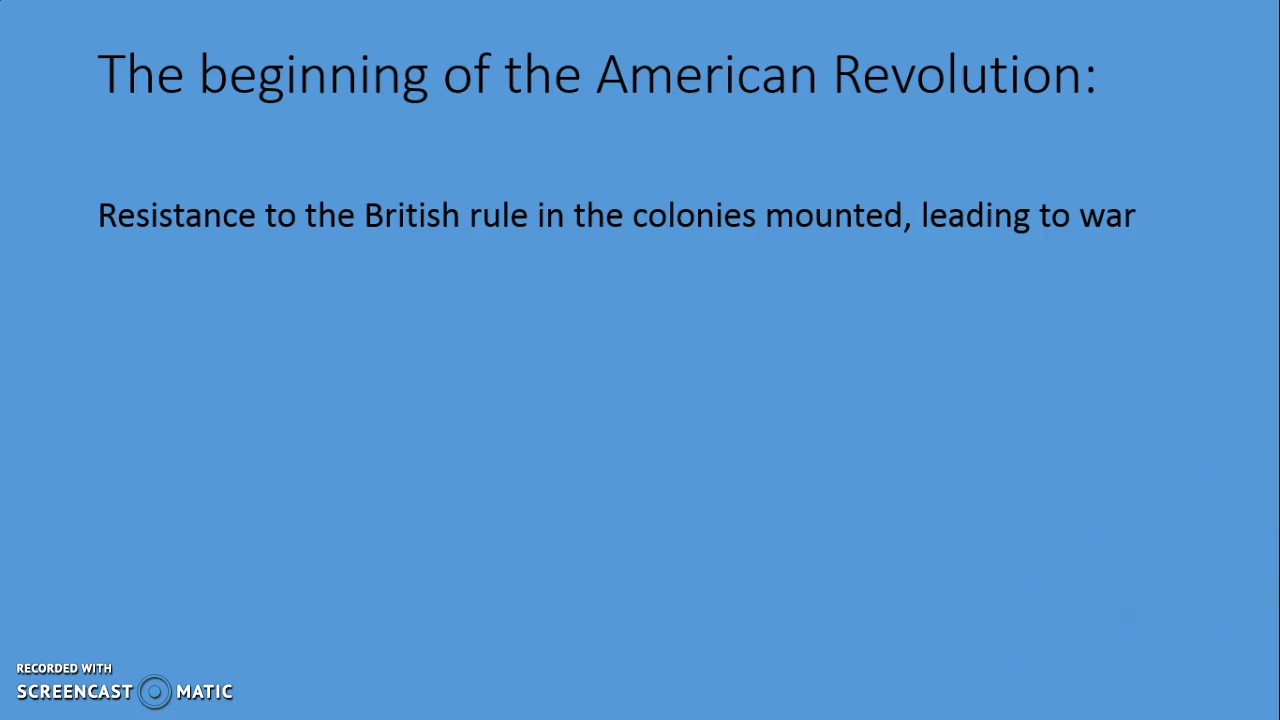 The beginning of the American Revolution:
Resistance to the British rule in the colonies mounted, leading to war
RECORDED WITH
SCREENCAST MATIC